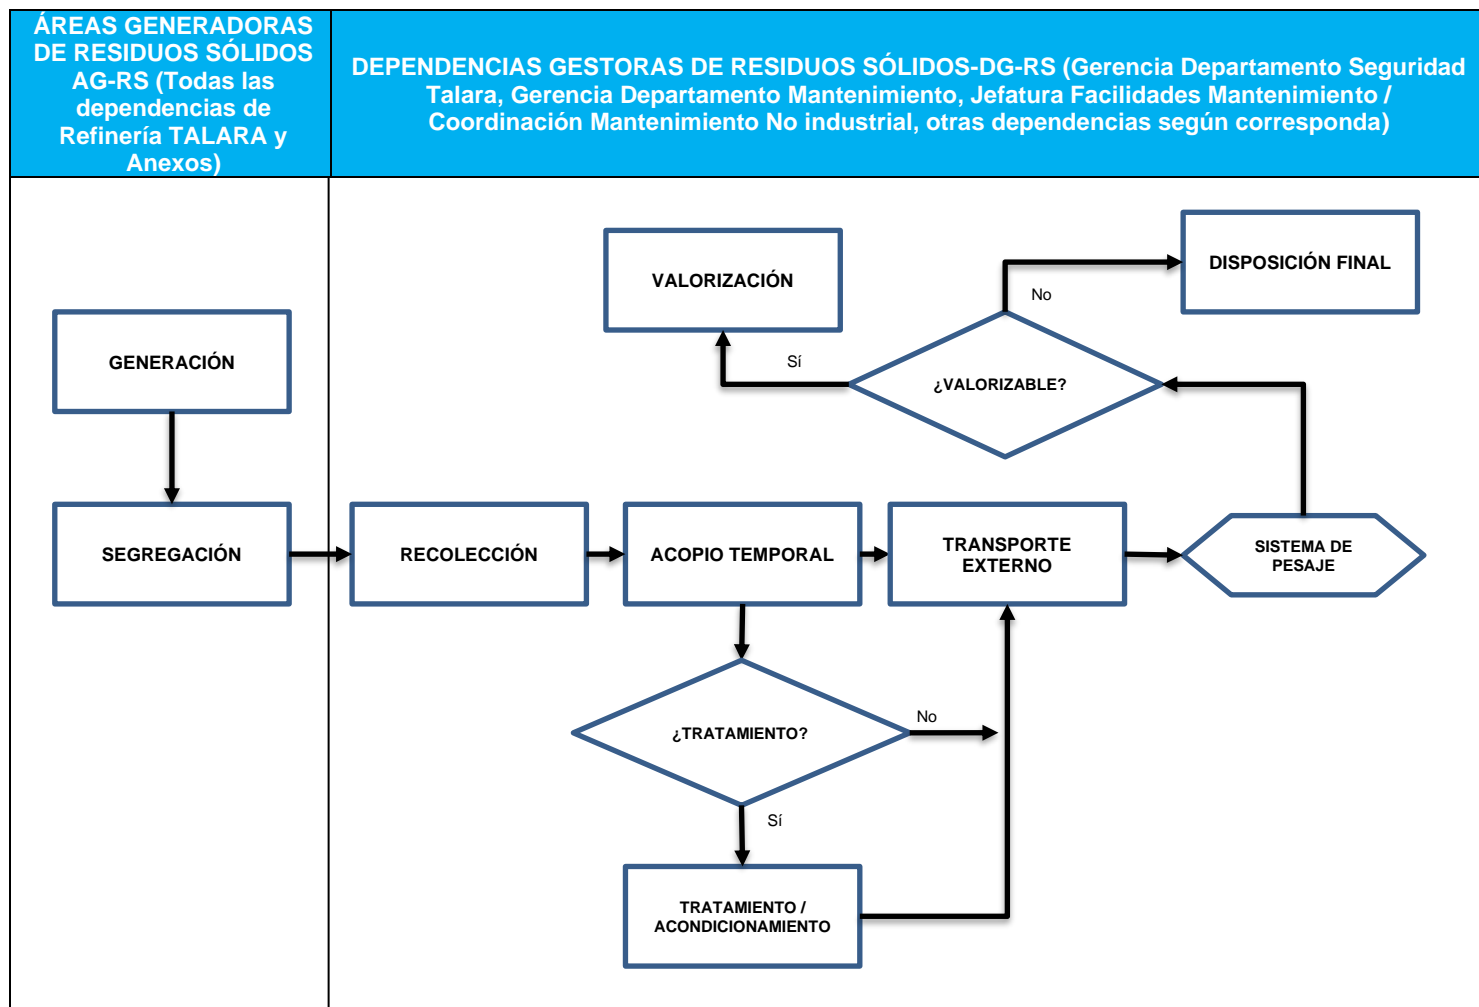 ÁREAS GENERADORAS
DE RESIDUOS SÓLIDOS
AG-RS (Todas las
dependencias de
Refinería TALARA y
Anexos)
DEPENDENCIAS GESTORAS DE RESIDUOS SÓLIDOS-DG-RS (Gerencia Departamento Seguridad
Talara, Gerencia Departamento Mantenimiento, Jefatura Facilidades Mantenimiento /
Coordinación Mantenimiento No industrial, otras dependencias según corresponda)
VALORIZACIÓN
DISPOSICIÓN FINAL
No
GENERACIÓN
Sí
¿VALORIZABLE?
SEGREGACIÓN
RECOLECCIÓN
ACOPIO TEMPORAL
TRANSPORTE
EXTERNO
SISTEMA DE
PESAJE
¿TRATAMIENTO?
No
Sí
TRATAMIENTO /
ACONDICIONAMIENTO